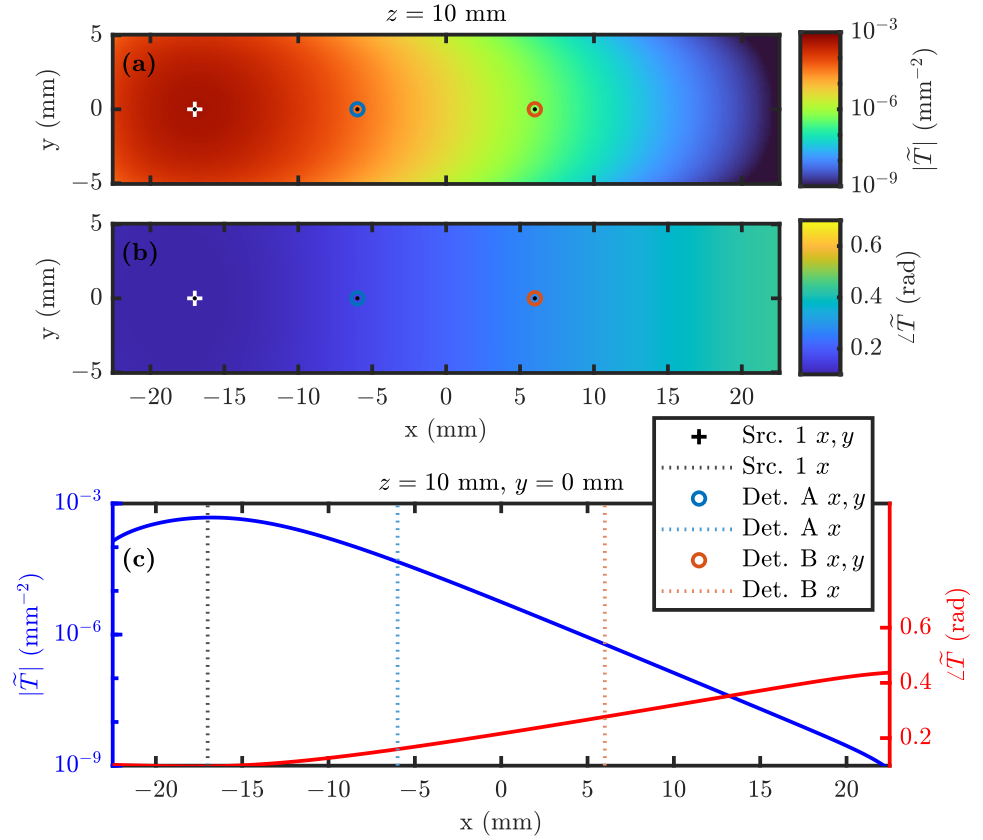 z = 10 mm
(a)
y (mm)
5
0
−5
10⁻³
10⁻⁶
10⁻⁹
|T̃| (mm⁻²)
(b)
y (mm)
5
0
−5
−20 −15 −10 −5 0 5 10 15 20
x (mm)
0.6
0.4
0.2
∠T̃ (rad)
Src. 1 x, y
Src. 1 x
Det. A x, y
Det. A x
Det. B x, y
Det. B x
z = 10 mm, y = 0 mm
(c)
10⁻³
10⁻⁶
10⁻⁹
|T̃| (mm⁻²)
0.6
0.4
0.2
∠T̃ (rad)
−20 −15 −10 −5 0 5 10 15 20
x (mm)